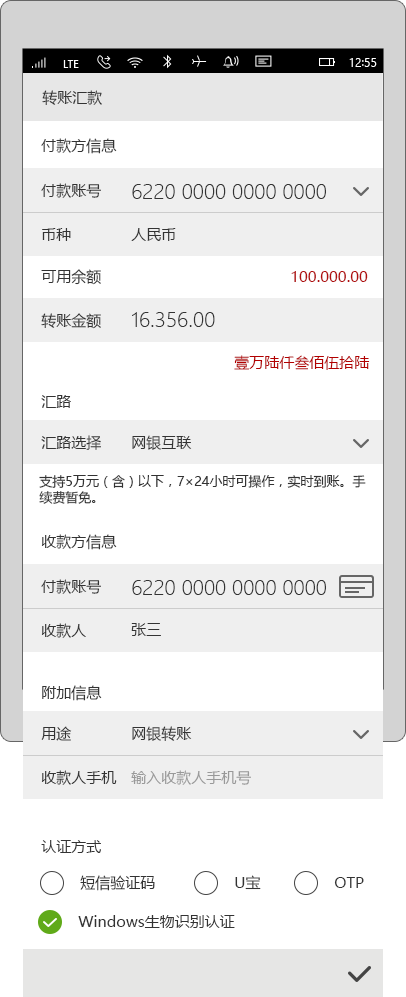 LTE 12:55
转账汇款
付款方信息
付款账号 6220 0000 0000 0000
币种 人民币
可用余额 100.000.00
转账金额 16.356.00
壹万陆仟叁佰伍拾陆
汇路
汇路选择 网银互联
支持5万元（含）以下，7×24小时可操作，实时到账。手
续费暂免。
收款方信息
付款账号 6220 0000 0000 0000
收款人 张三
附加信息
用途 网银转账
收款人手机 输入收款人手机号
认证方式
短信验证码 U宝 OTP
Windows生物识别认证